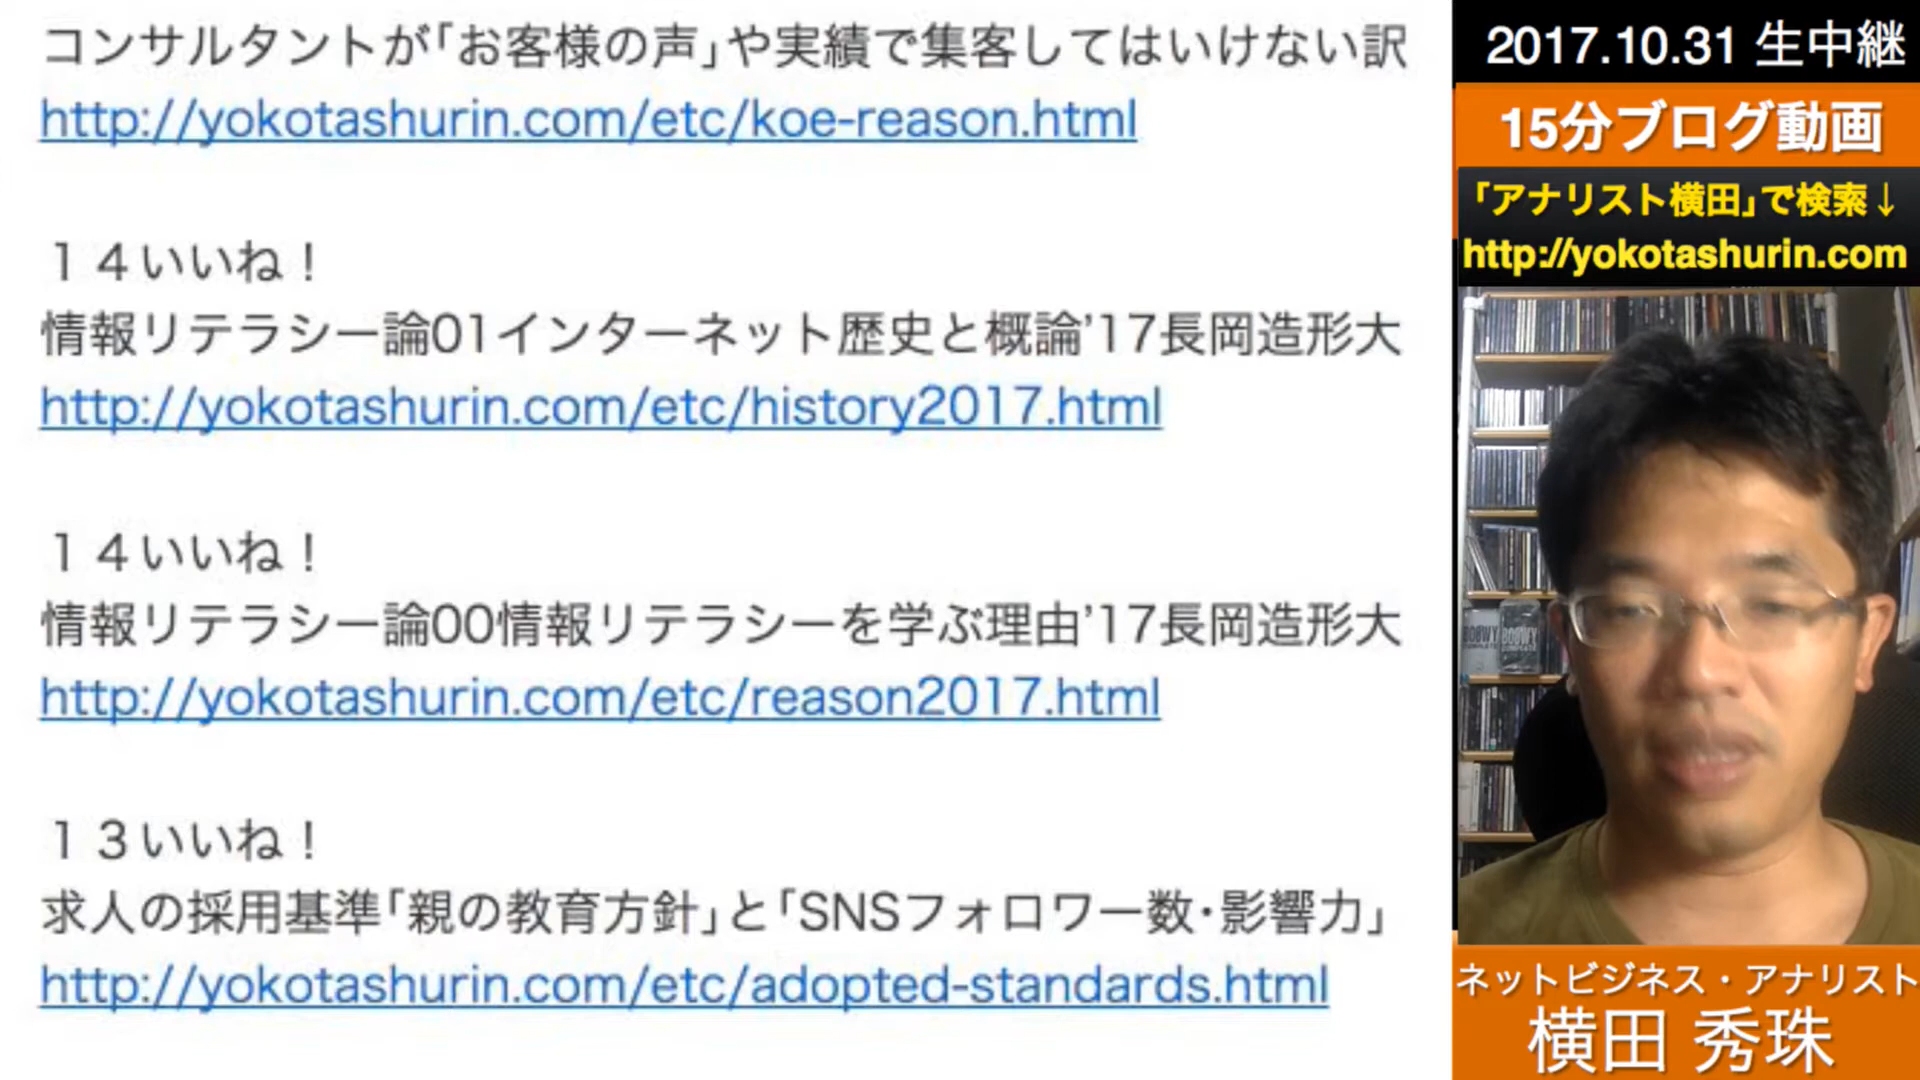 コンサルタントが「お客様の声」や実績で集客してはいけない訳
http://yokotashurin.com/etc/koe-reason.html
１４いいね！
情報リテラシー論01インターネット歴史と概論’17長岡造形大
http://yokotashurin.com/etc/history2017.html
１４いいね！
情報リテラシー論00情報リテラシーを学ぶ理由’17長岡造形大
http://yokotashurin.com/etc/reason2017.html
１３いいね！
求人の採用基準「親の教育方針」と「SNSフォロワー数･影響力」
http://yokotashurin.com/etc/adopted-standards.html
2017.10.31 生中継
15分ブログ動画
「アナリスト横田」で検索↓
http://yokotashurin.com
BOØWY
BOØWY
COMPLETE
ネットビジネス・アナリスト
横田 秀珠